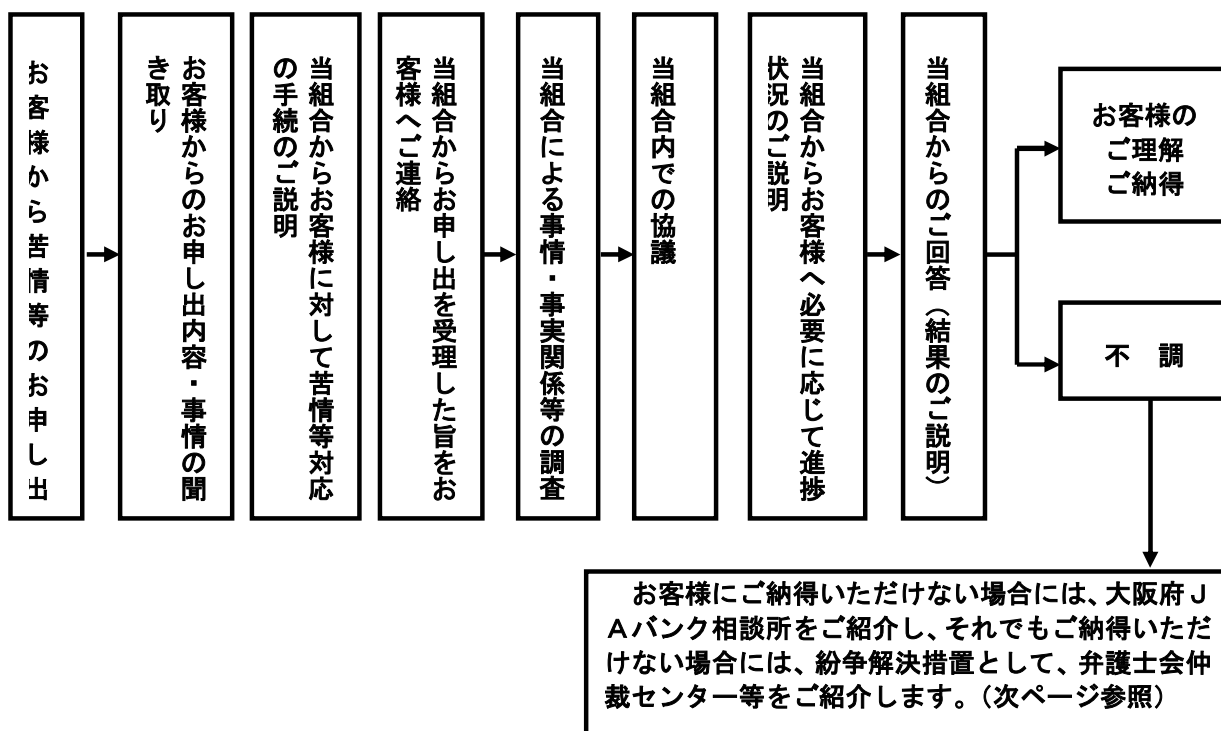 お客様から苦情等のお申し出
お客様からのお申し出内容・事情の聞
き取り
当組合からお客様に対して苦情等対応
の手続のご説明
当組合からお申し出を受理した旨をお
客様へご連絡
当組合による事情・事実関係等の調査
当組合内での協議
当組合からお客様へ必要に応じて進捗
状況のご説明
当組合からのご回答（結果のご説明）
お客様の
ご理解
ご納得
不　調
お客様にご納得いただけない場合には、大阪府Ｊ
Ａバンク相談所をご紹介し、それでもご納得いただ
けない場合には、紛争解決措置として、弁護士会仲
裁センター等をご紹介します。（次ページ参照）